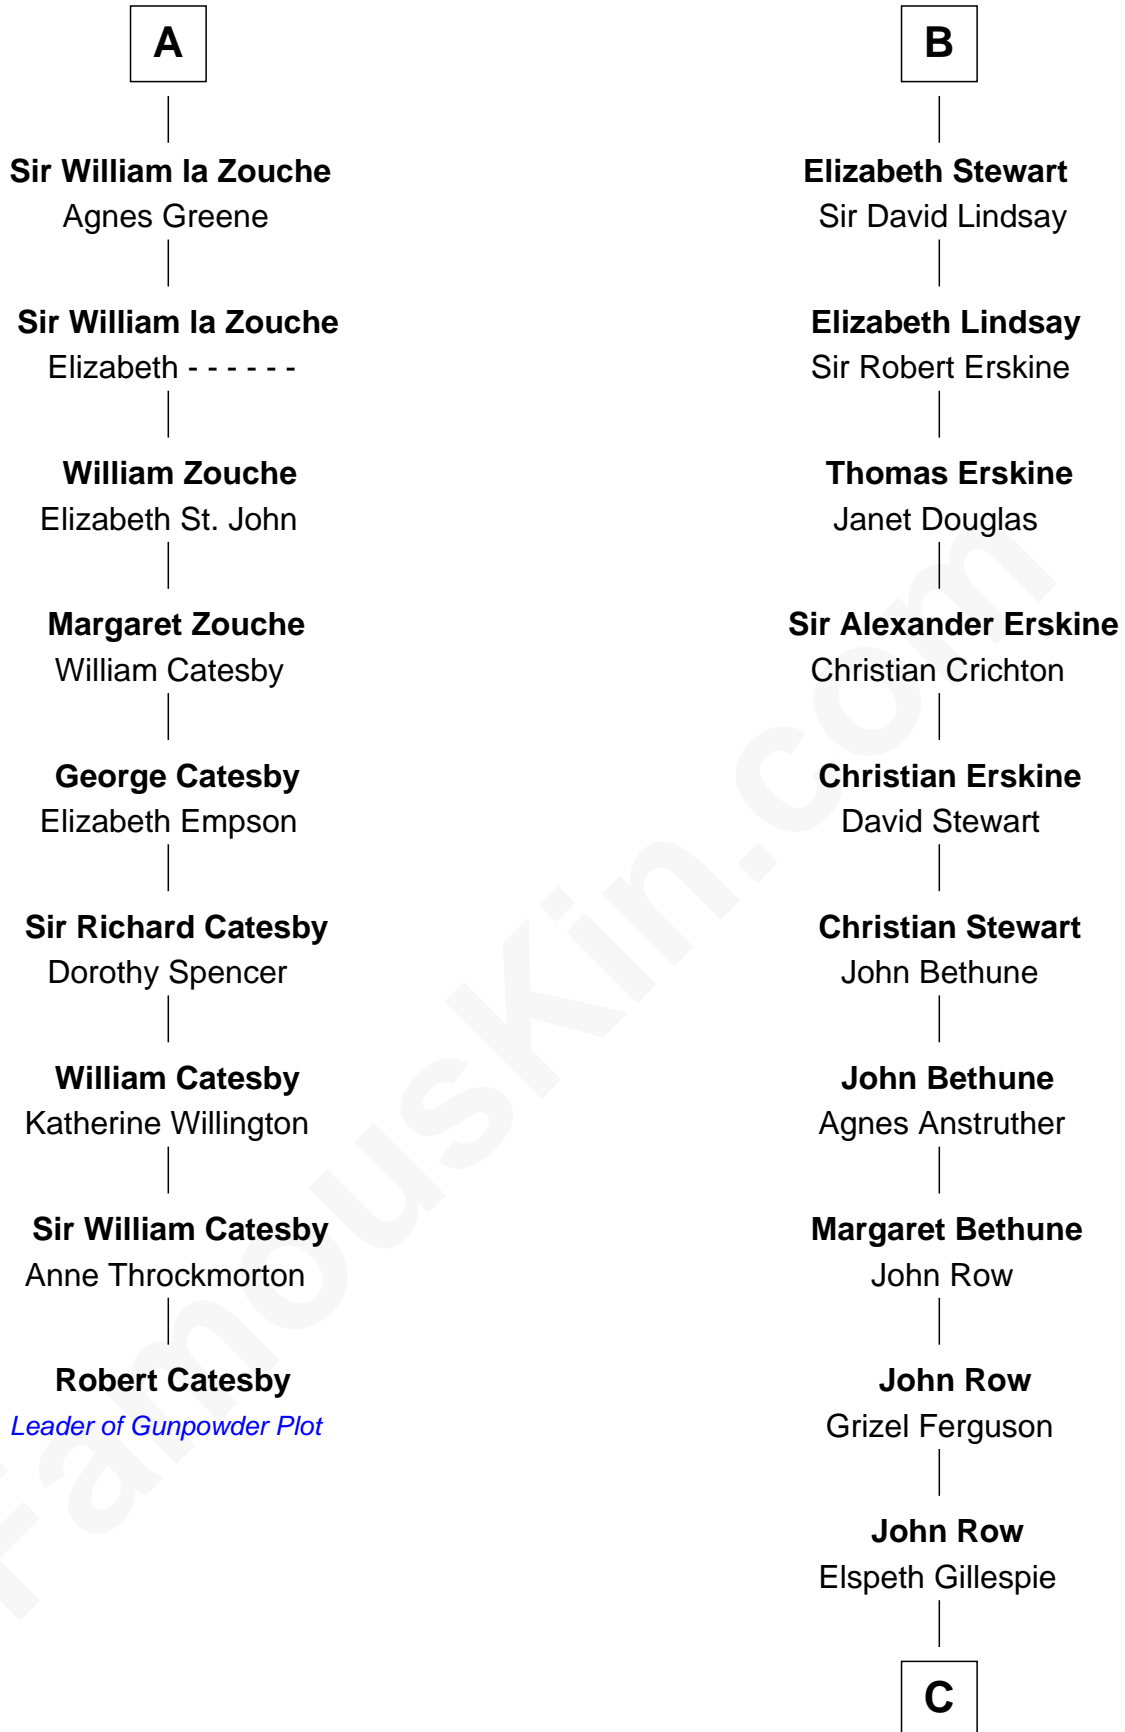 A
Sir William la Zouche
Agnes Greene
Sir William la Zouche
Elizabeth - - - - - -
William Zouche
Elizabeth St. John
Margaret Zouche
William Catesby
George Catesby
Elizabeth Empson
Sir Richard Catesby
Dorothy Spencer
William Catesby
Katherine Willington
Sir William Catesby
Anne Throckmorton
Robert Catesby
Leader of Gunpowder Plot
B
Elizabeth Stewart
Sir David Lindsay
Elizabeth Lindsay
Sir Robert Erskine
Thomas Erskine
Janet Douglas
Sir Alexander Erskine
Christian Crichton
Christian Erskine
David Stewart
Christian Stewart
John Bethune
John Bethune
Agnes Anstruther
Margaret Bethune
John Row
John Row
Grizel Ferguson
John Row
Elspeth Gillespie
C
FamousKin.com